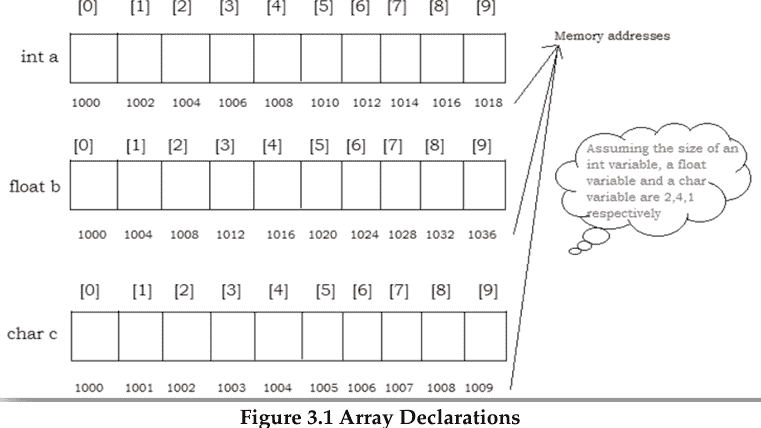 [0] [1] [2] [3] [4] [5] [6] [7] [8] [9]
Memory addresses
int a
1000 1002 1004 1006 1008 1010 1012 1014 1016 1018
[0] [1] [2] [3] [4] [5] [6] [7] [8] [9]
Assuming the size of an
int variable, a float
variable and a char
variable are 2,4,1
respectively
float b
1000 1004 1008 1012 1016 1020 1024 1028 1032 1036
[0] [1] [2] [3] [4] [5] [6] [7] [8] [9]
char c
1000 1001 1002 1003 1004 1005 1006 1007 1008 1009
Figure 3.1 Array Declarations